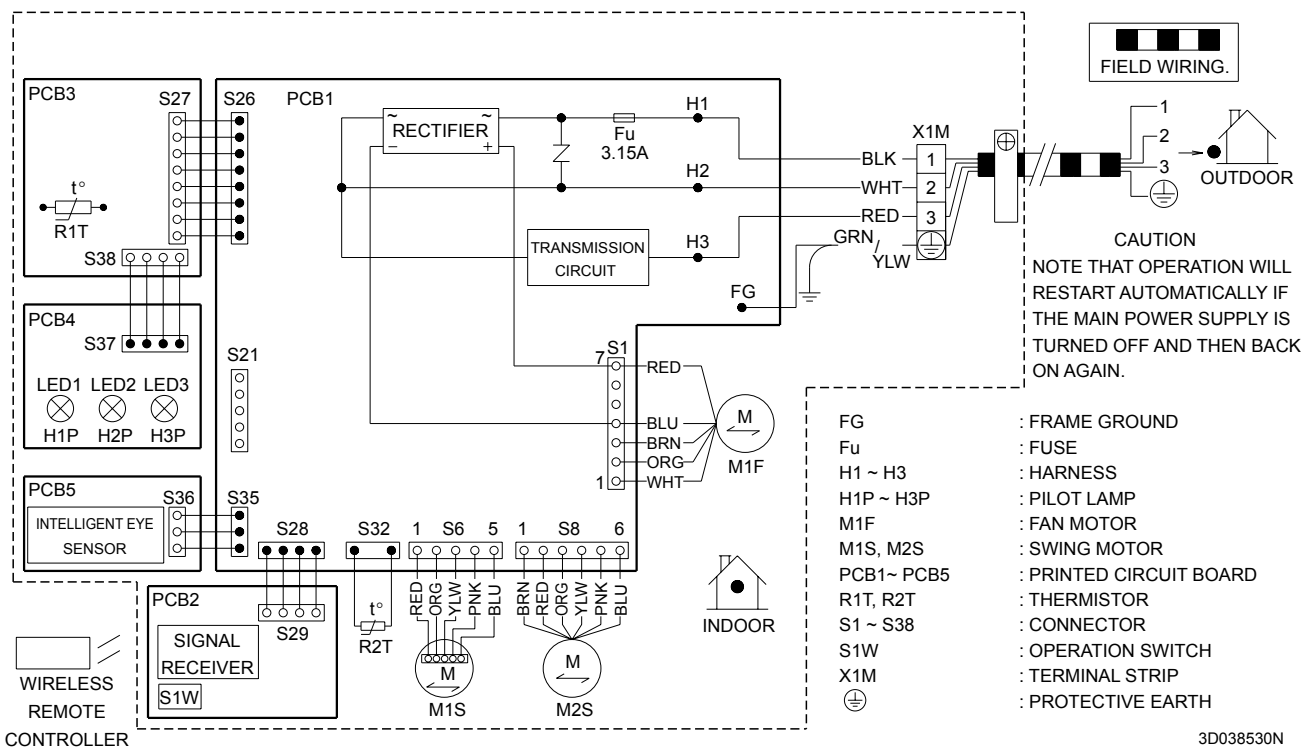 PCB3
S27
S26
PCB1
t°
R1T
S38
RECTIFIER
~
~
−
+
Fu
3.15A
H1
H2
H3
TRANSMISSION
CIRCUIT
FG
X1M
BLK
1
WHT
2
RED
3
GRN
/
YLW
FIELD WIRING.
1
2
3
OUTDOOR
CAUTION
NOTE THAT OPERATION WILL
RESTART AUTOMATICALLY IF
THE MAIN POWER SUPPLY IS
TURNED OFF AND THEN BACK
ON AGAIN.
PCB4
S37
LED1 LED2 LED3
H1P H2P H3P
S21
S1
7
RED
BLU
BRN
ORG
1
WHT
M
M1F
PCB5
S36
S35
INTELLIGENT EYE
SENSOR
S28
S32
1 S6 5
1 S8 6
RED
ORG
YLW
PNK
BLU
BRN
RED
ORG
YLW
PNK
BLU
PCB2
S29
SIGNAL
RECEIVER
S1W
t°
R2T
M
M1S
M
M2S
INDOOR
WIRELESS
REMOTE
CONTROLLER
FG : FRAME GROUND
Fu : FUSE
H1 ~ H3 : HARNESS
H1P ~ H3P : PILOT LAMP
M1F : FAN MOTOR
M1S, M2S : SWING MOTOR
PCB1~ PCB5 : PRINTED CIRCUIT BOARD
R1T, R2T : THERMISTOR
S1 ~ S38 : CONNECTOR
S1W : OPERATION SWITCH
X1M : TERMINAL STRIP
: PROTECTIVE EARTH
3D038530N